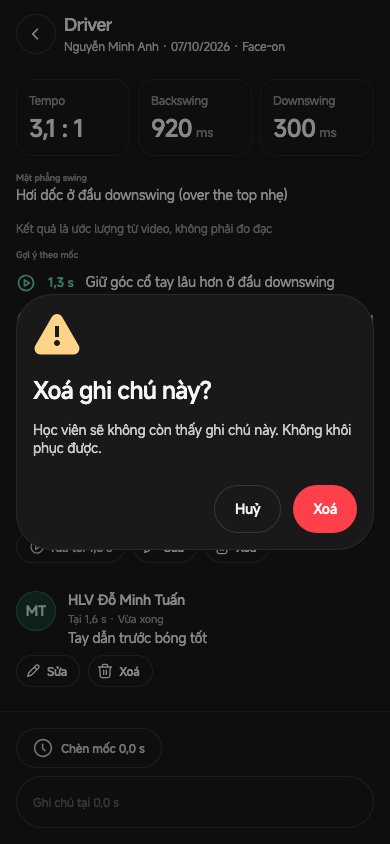 Driver
Nguyễn Minh Anh · 07/10/2026 · Face-on
Tempo
3,1 : 1
Backswing
920 ms
Downswing
300 ms
Mặt phẳng swing
Hơi dốc ở đầu downswing (over the top nhẹ)
Kết quả là ước lượng từ video, không phải đo đạc
Gợi ý theo mốc
1,3 s Giữ góc cổ tay lâu hơn ở đầu downswing
Xoá ghi chú này?
Học viên sẽ không còn thấy ghi chú này. Không khôi
phục được.
Huỷ
Xoá
MT
HLV Đỗ Minh Tuấn
Tại 1,6 s · Vừa xong
Tay dẫn trước bóng tốt
Sửa
Xoá
Chèn mốc 0,0 s
Ghi chú tại 0,0 s